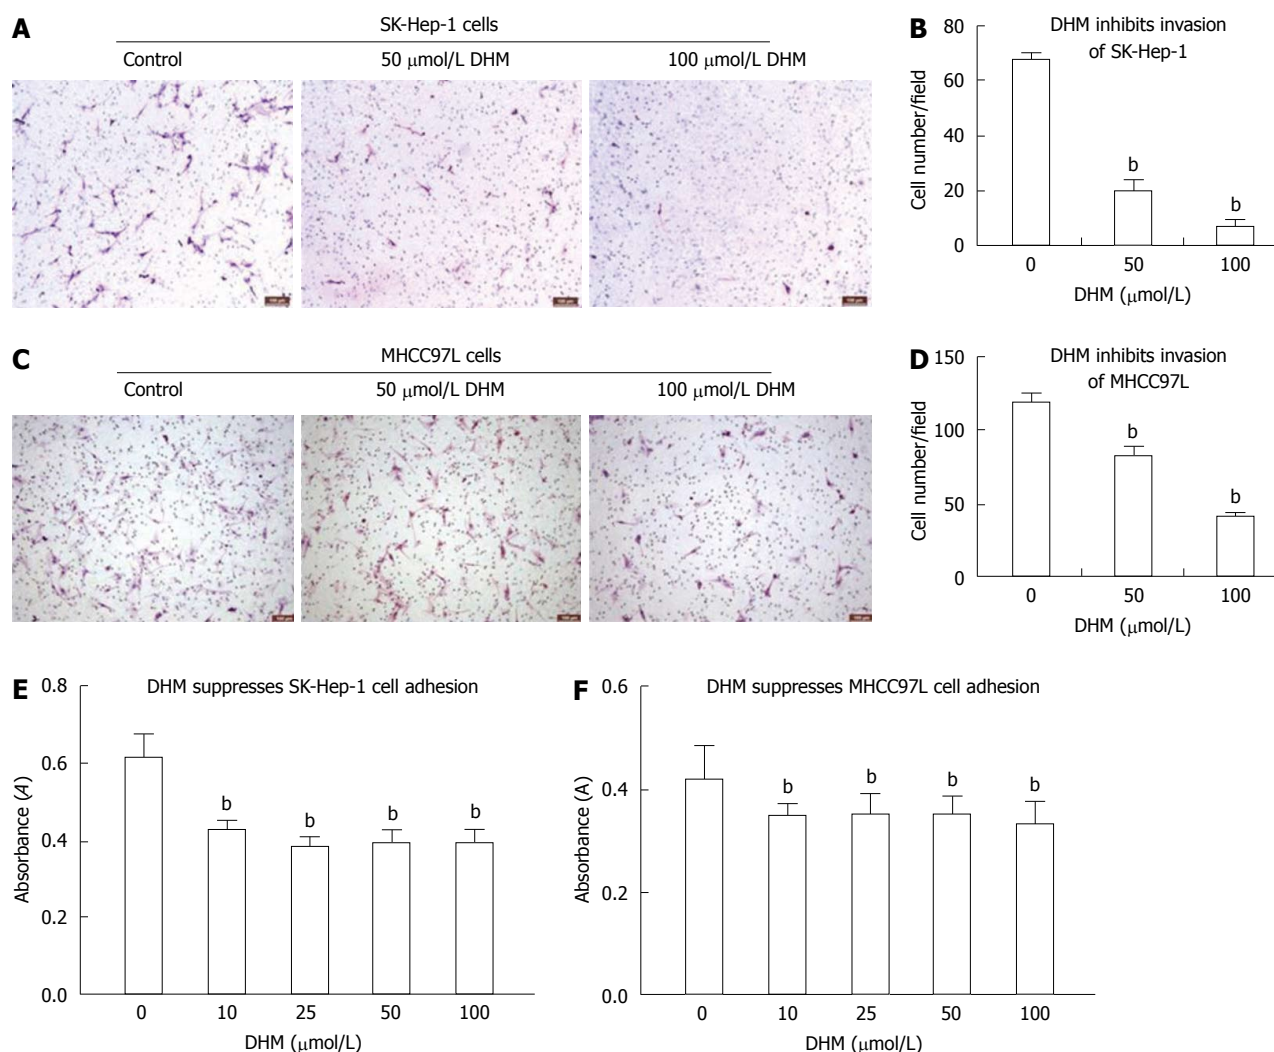 A
SK-Hep-1 cells
Control
50 μmol/L DHM
100 μmol/L DHM
B
DHM inhibits invasion
of SK-Hep-1
80
60
40
20
0
Cell number/field
b
b
0
50
100
DHM (μmol/L)
C
MHCC97L cells
Control
50 μmol/L DHM
100 μmol/L DHM
D
DHM inhibits invasion
of MHCC97L
150
100
50
0
Cell number/field
b
b
0
50
100
DHM (μmol/L)
E
DHM suppresses SK-Hep-1 cell adhesion
0.8
0.6
0.4
0.2
0.0
Absorbance (A)
b
b
b
b
0
10
25
50
100
DHM (μmol/L)
F
DHM suppresses MHCC97L cell adhesion
0.6
0.4
0.2
0.0
Absorbance (A)
b
b
b
b
0
10
25
50
100
DHM (μmol/L)